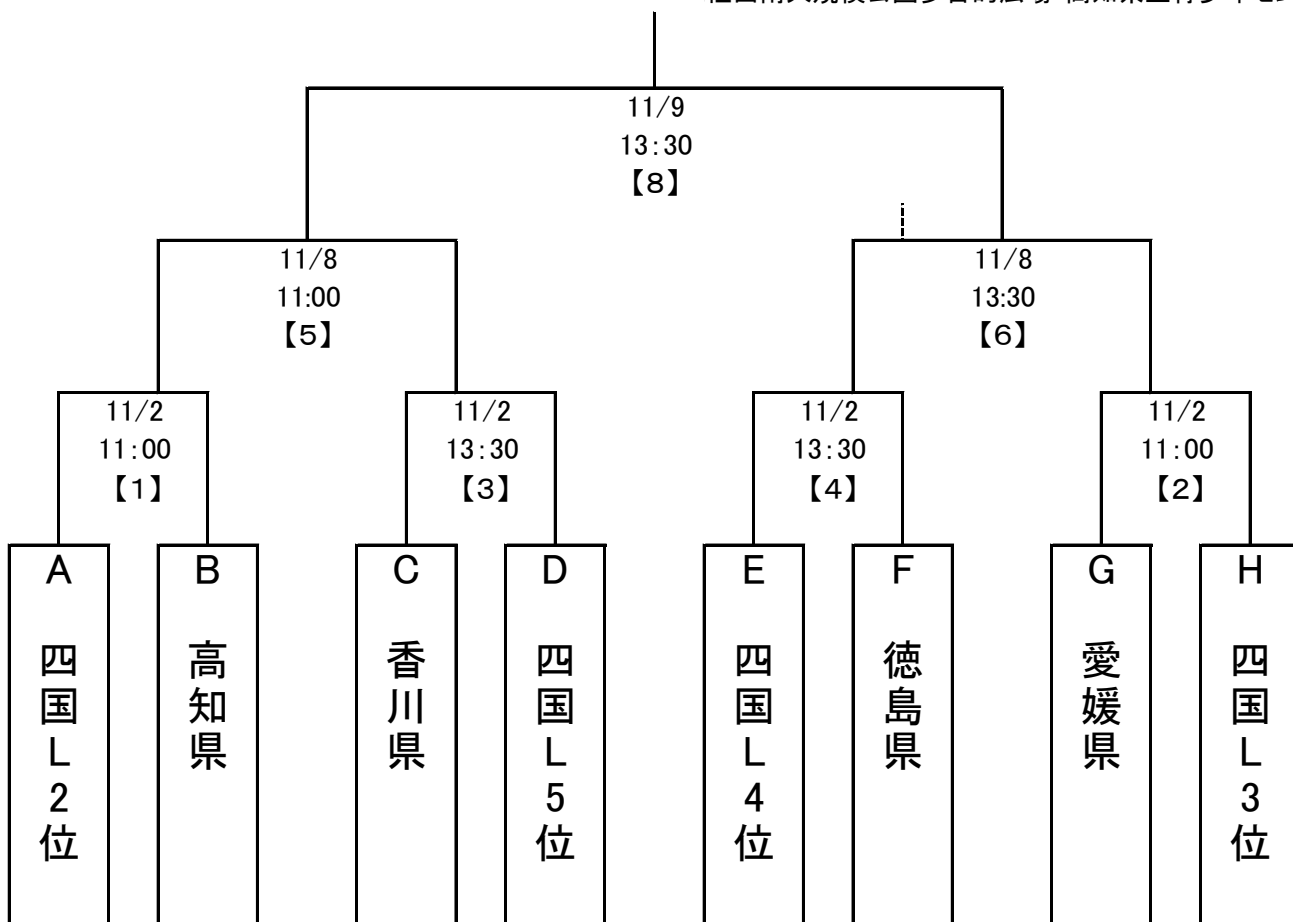 11/9
13:30
【8】
11/8
11:00
【5】
11/8
13:30
【6】
11/2
11:00
【1】
11/2
13:30
【3】
11/2
13:30
【4】
11/2
11:00
【2】
A
四国L2位
B
高知県
C
香川県
D
四国L5位
E
四国L4位
F
徳島県
G
愛媛県
H
四国L3位